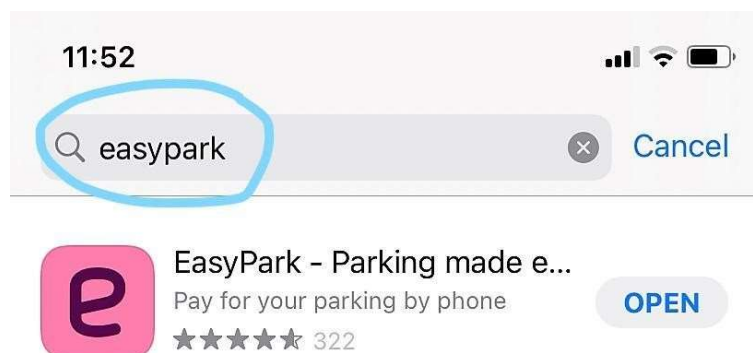 11:52
easypark
Cancel
EasyPark - Parking made e...
Pay for your parking by phone
OPEN
322